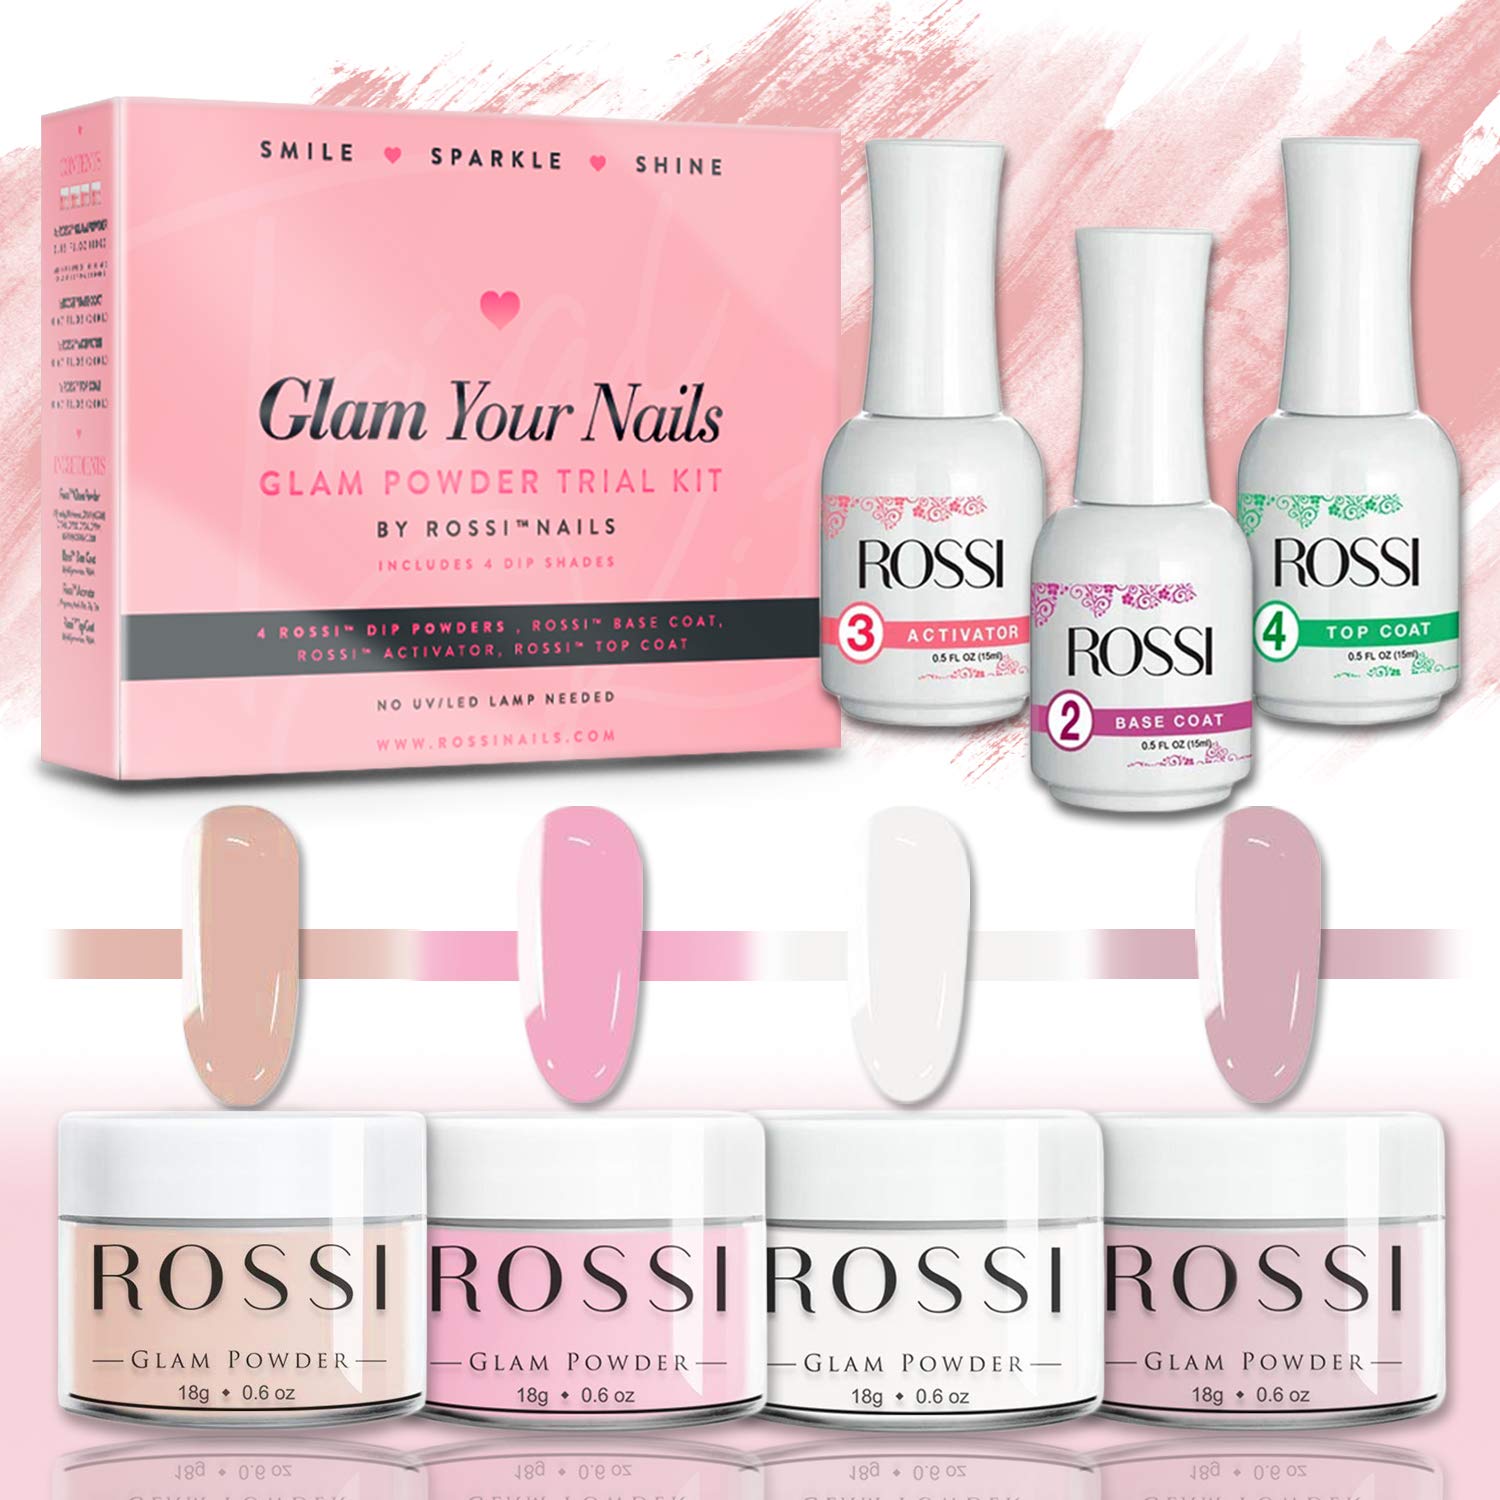 SMILE ♥ SPARKLE ♥ SHINE
Glam Your Nails
GLAM POWDER TRIAL KIT
BY ROSSI™ NAILS
INCLUDES 4 DIP SHADES
4 ROSSI™ DIP POWDERS , ROSSI™ BASE COAT,
ROSSI™ ACTIVATOR, ROSSI™ TOP COAT
NO UV/LED LAMP NEEDED
WWW.ROSSINAILS.COM
CONTENTS
INGREDIENTS
ROSSI
3 ACTIVATOR
0.5 FL OZ (15ml)
ROSSI
2 BASE COAT
0.5 FL OZ (15ml)
ROSSI
4 TOP COAT
0.5 FL OZ (15ml)
ROSSI
GLAM POWDER
18g ◆ 0.6 oz
ROSSI
GLAM POWDER
18g ◆ 0.6 oz
ROSSI
GLAM POWDER
18g ◆ 0.6 oz
ROSSI
GLAM POWDER
18g ◆ 0.6 oz